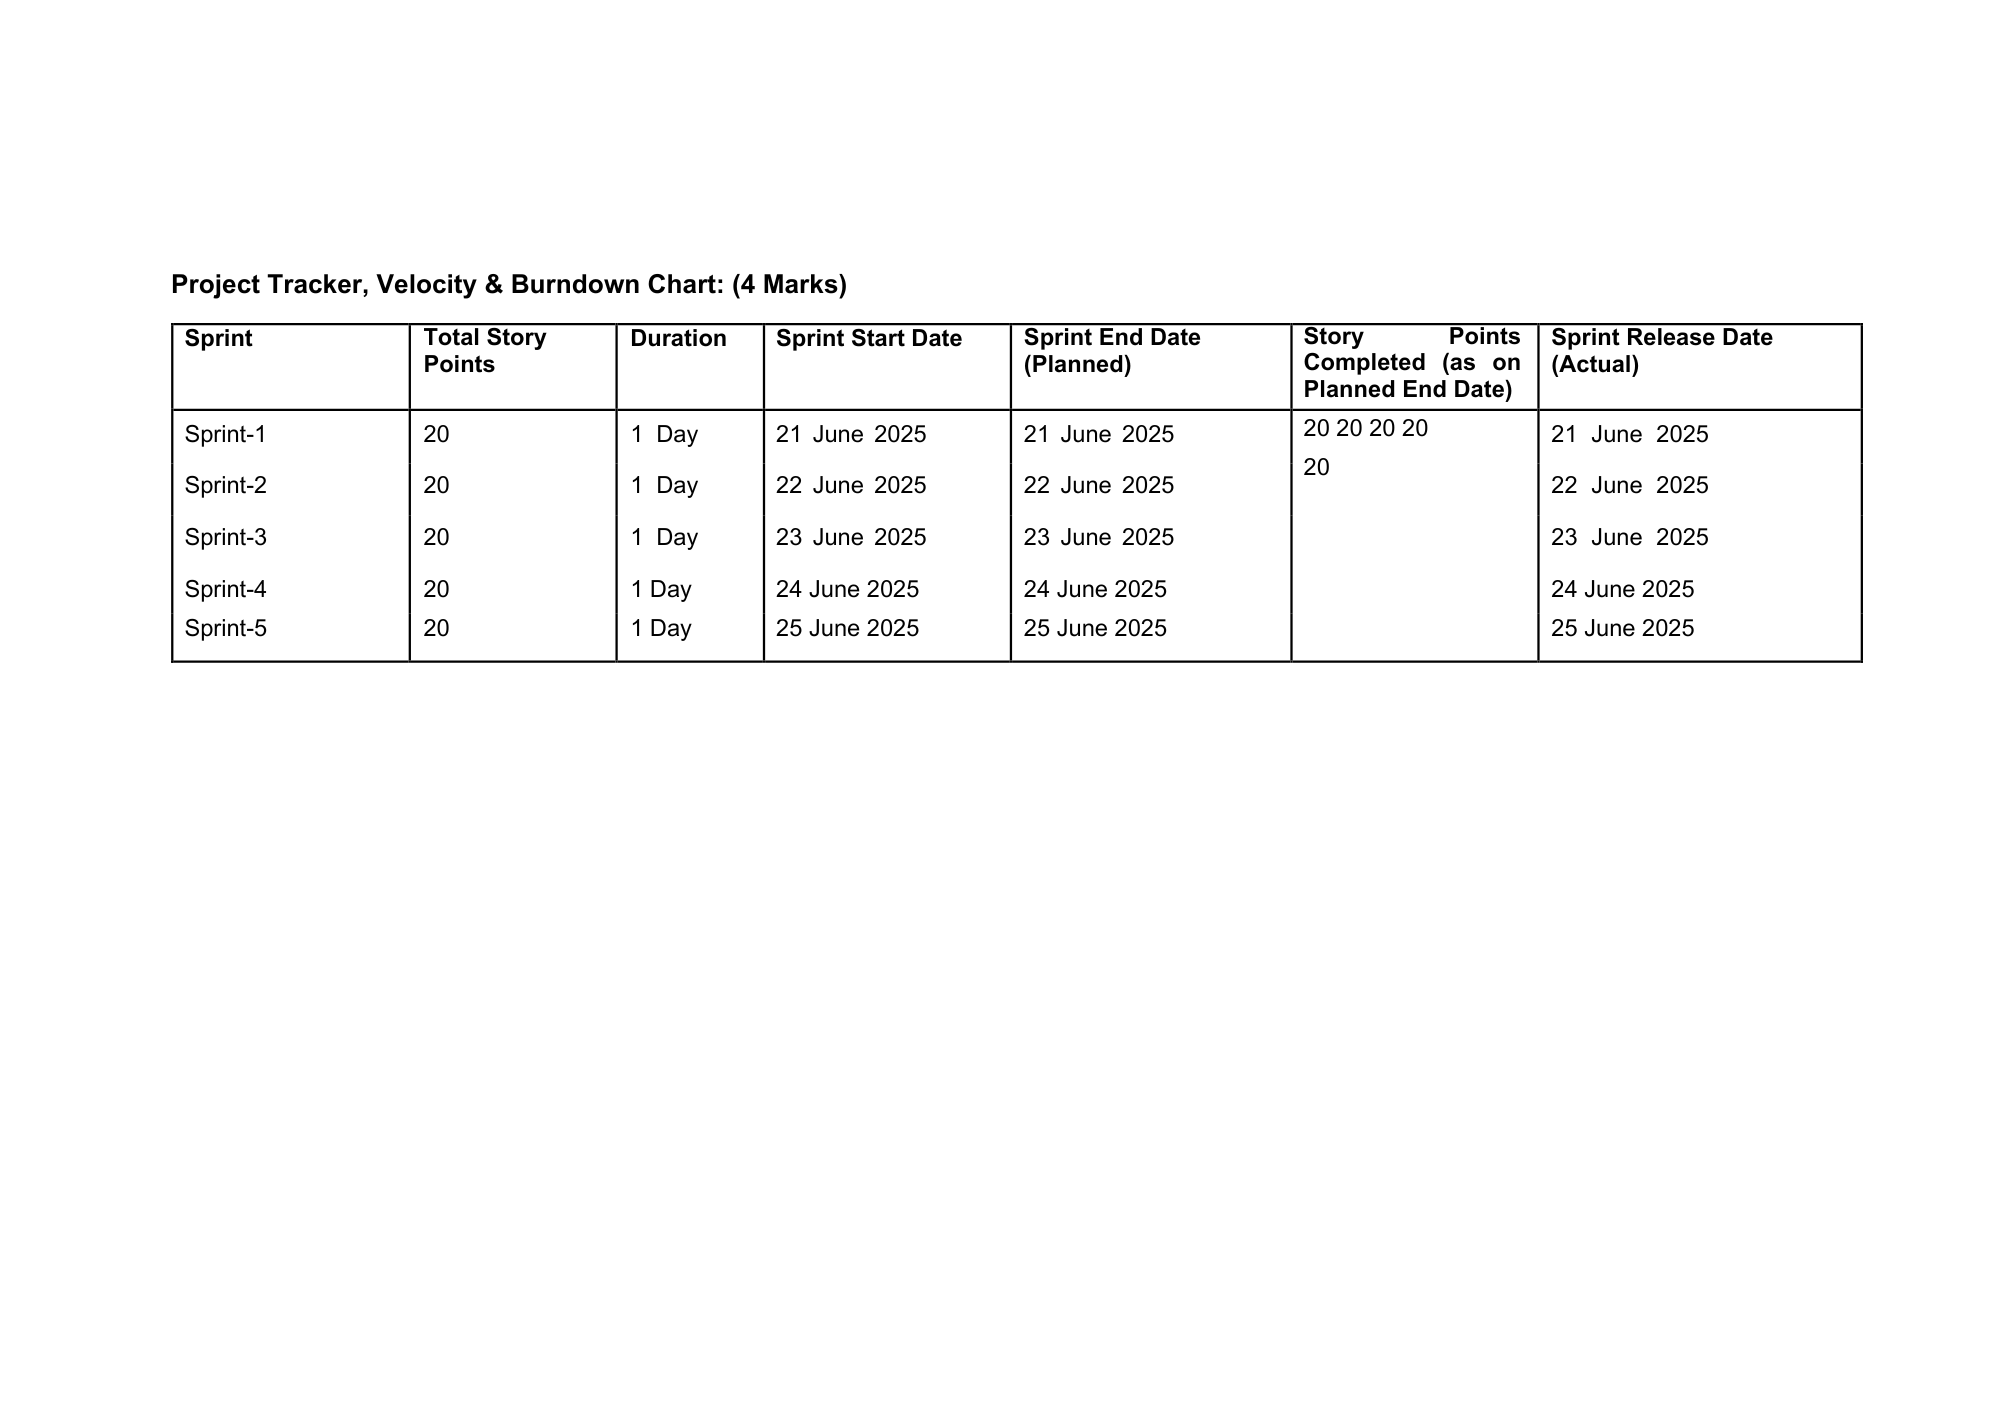 Project Tracker, Velocity & Burndown Chart: (4 Marks)
Sprint Total Story Points Duration Sprint Start Date Sprint End Date (Planned) Story Points Completed (as on Planned End Date) Sprint Release Date (Actual)
Sprint-1 20 1 Day 21 June 2025 21 June 2025 20 20 20 20 21 June 2025
20
Sprint-2 20 1 Day 22 June 2025 22 June 2025 22 June 2025
Sprint-3 20 1 Day 23 June 2025 23 June 2025 23 June 2025
Sprint-4 20 1 Day 24 June 2025 24 June 2025 24 June 2025
Sprint-5 20 1 Day 25 June 2025 25 June 2025 25 June 2025